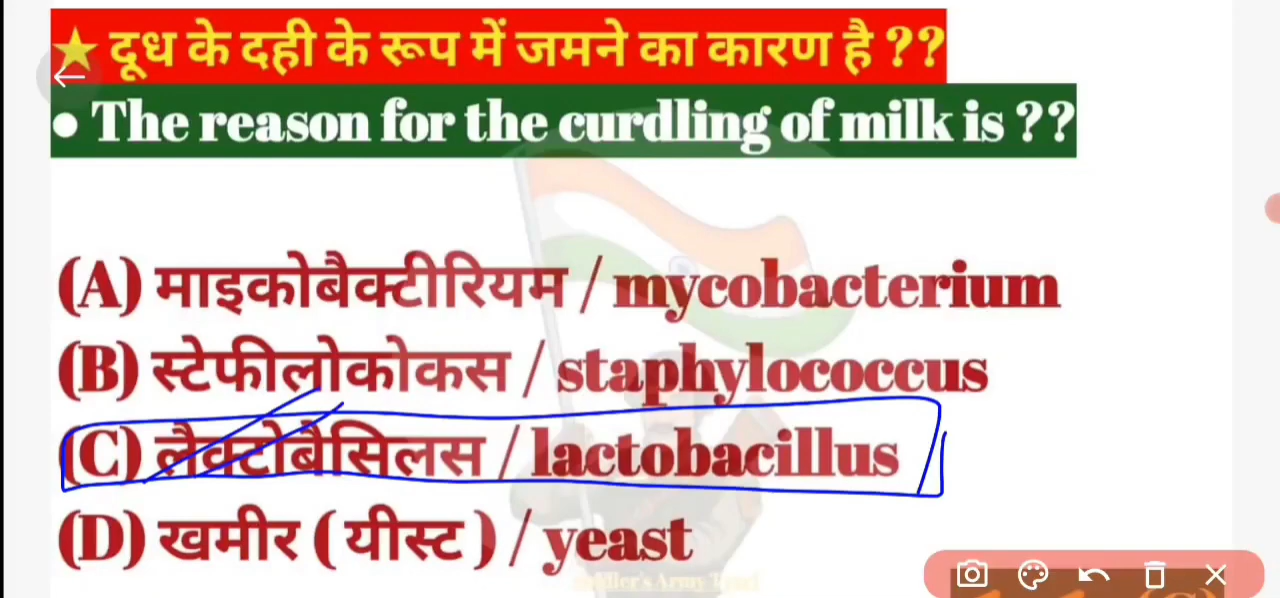 ★ दूध के दही के रूप में जमने का कारण है ??
● The reason for the curdling of milk is ??
(A) माइकोबैक्टीरियम / mycobacterium
(B) स्टेफीलोकोकस / staphylococcus
(C) लैक्टोबैसिलस / lactobacillus
(D) खमीर ( यीस्ट ) / yeast